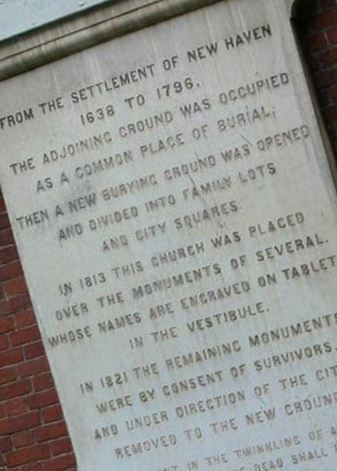 FROM THE SETTLEMENT OF NEW HAVEN
1638 TO 1796.
THE ADJOINING GROUND WAS OCCUPIED
AS A COMMON PLACE OF BURIAL;
THEN A NEW BURYING GROUND WAS OPENED
AND DIVIDED INTO FAMILY LOTS
AND CITY SQUARES.
IN 1813 THIS CHURCH WAS PLACED
OVER THE MONUMENTS OF SEVERAL.
WHOSE NAMES ARE ENGRAVED ON TABLET
IN THE VESTIBULE.
IN 1821 THE REMAINING MONUMENTS
WERE BY CONSENT OF SURVIVORS,
AND UNDER DIRECTION OF THE CIT
REMOVED TO THE NEW GROUND
IN THE TWINKLING OF A
DEAD SHALL